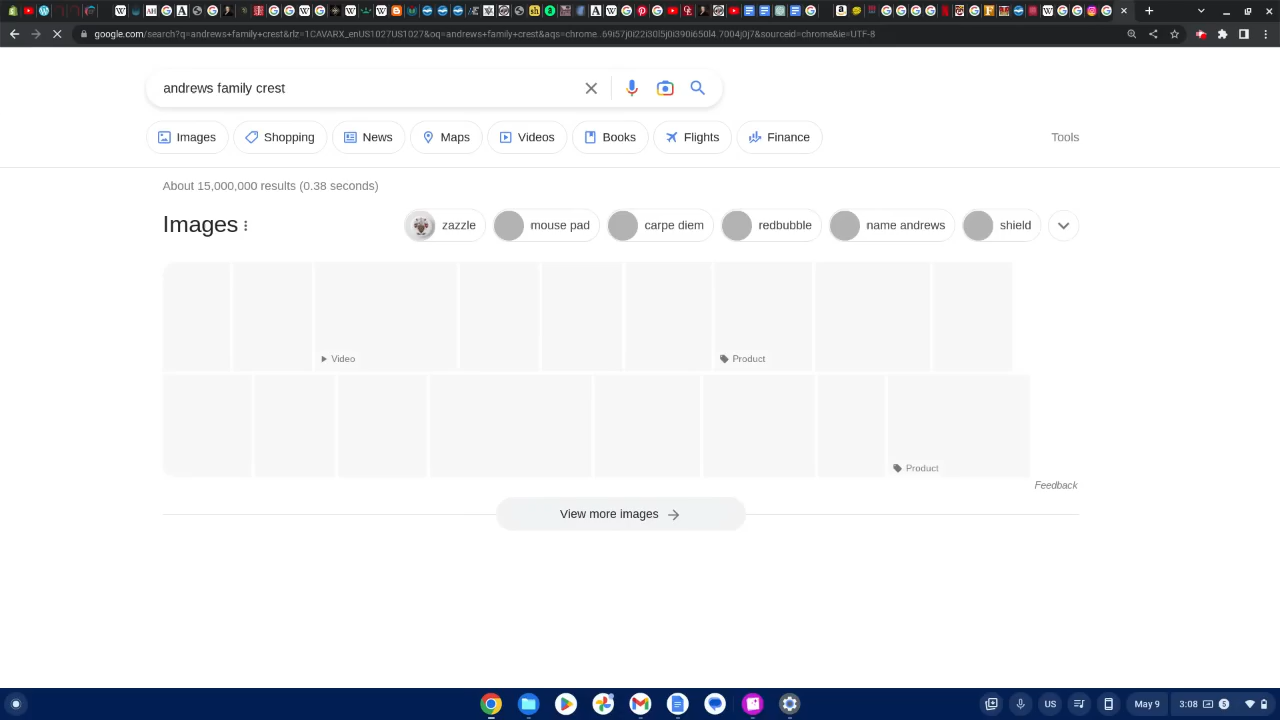 google.com/search?q=andrews+family+crest&rlz=1CAVARX_enUS1027US1027&oq=andrews+family+crest&aqs=chrome..69i57j0i22i30l5j0i390i650l4.7004j0j7&sourceid=chrome&ie=UTF-8
andrews family crest
Images Shopping News Maps Videos Books Flights Finance Tools
About 15,000,000 results (0.38 seconds)
Images zazzle mouse pad carpe diem redbubble name andrews shield
Video Product
Product
Feedback
View more images
US May 9 3:08